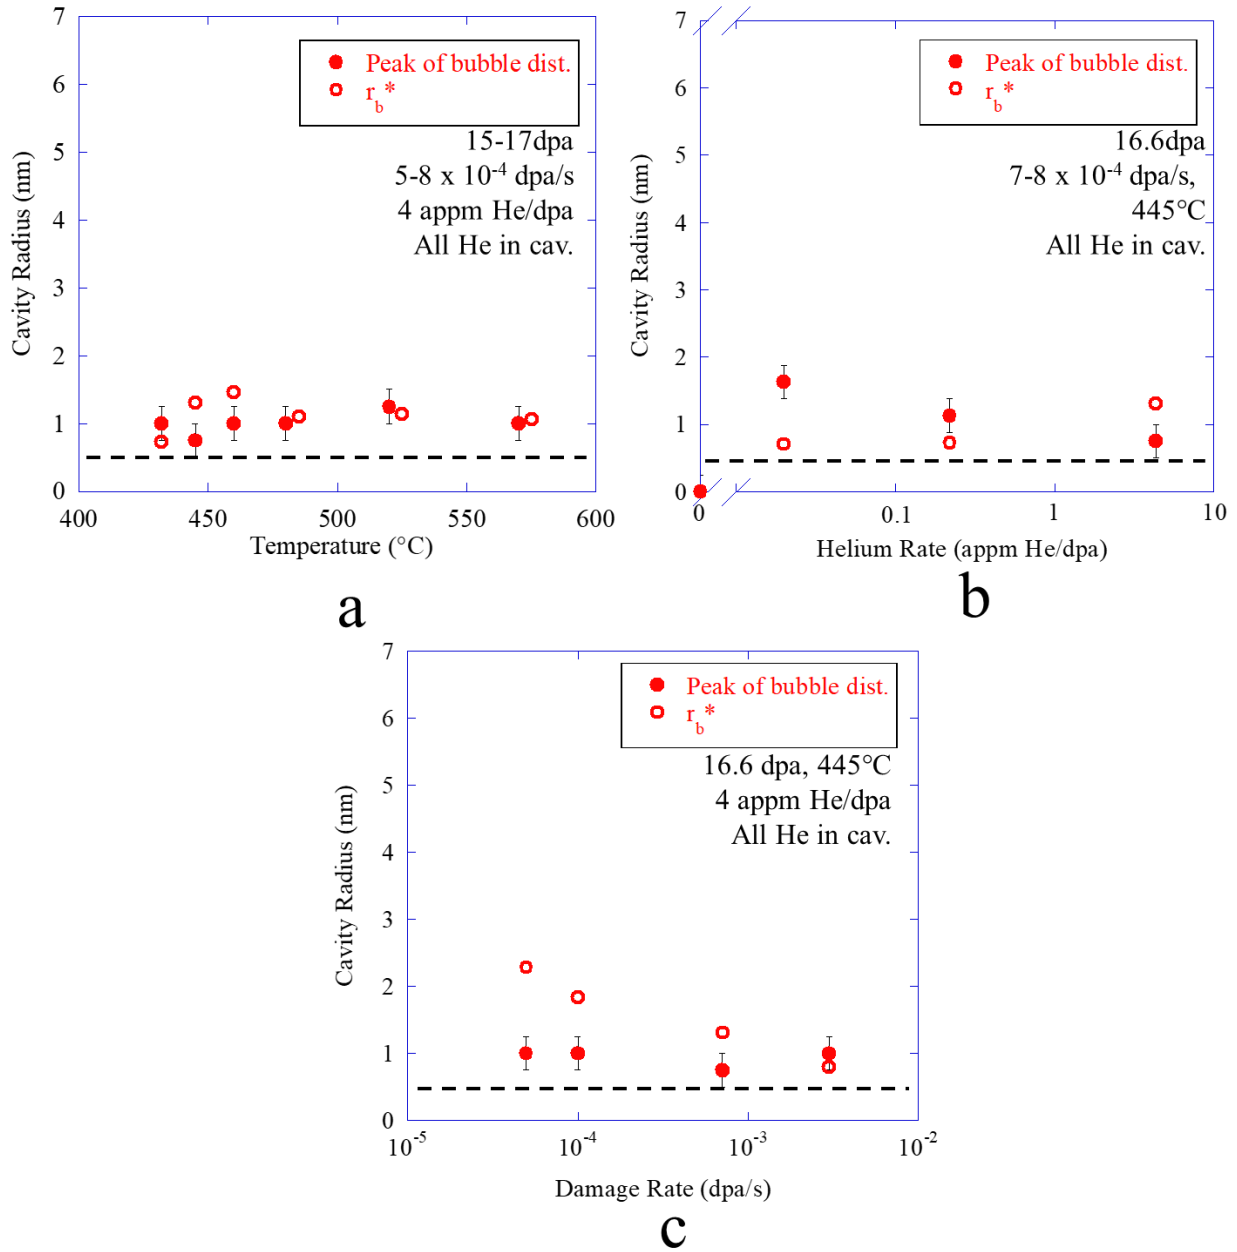 7
6
5
4
3
2
1
0
Cavity Radius (nm)
Peak of bubble dist.
r_b*
15-17dpa
5-8 x 10^-4 dpa/s
4 appm He/dpa
All He in cav.
400 450 500 550 600
Temperature (°C)
a
7
6
5
4
3
2
1
0
Cavity Radius (nm)
Peak of bubble dist.
r_b*
16.6dpa
7-8 x 10^-4 dpa/s,
445°C
All He in cav.
0 0.1 1 10
Helium Rate (appm He/dpa)
b
7
6
5
4
3
2
1
0
Cavity Radius (nm)
Peak of bubble dist.
r_b*
16.6 dpa, 445°C
4 appm He/dpa
All He in cav.
10^-5 10^-4 10^-3 10^-2
Damage Rate (dpa/s)
c